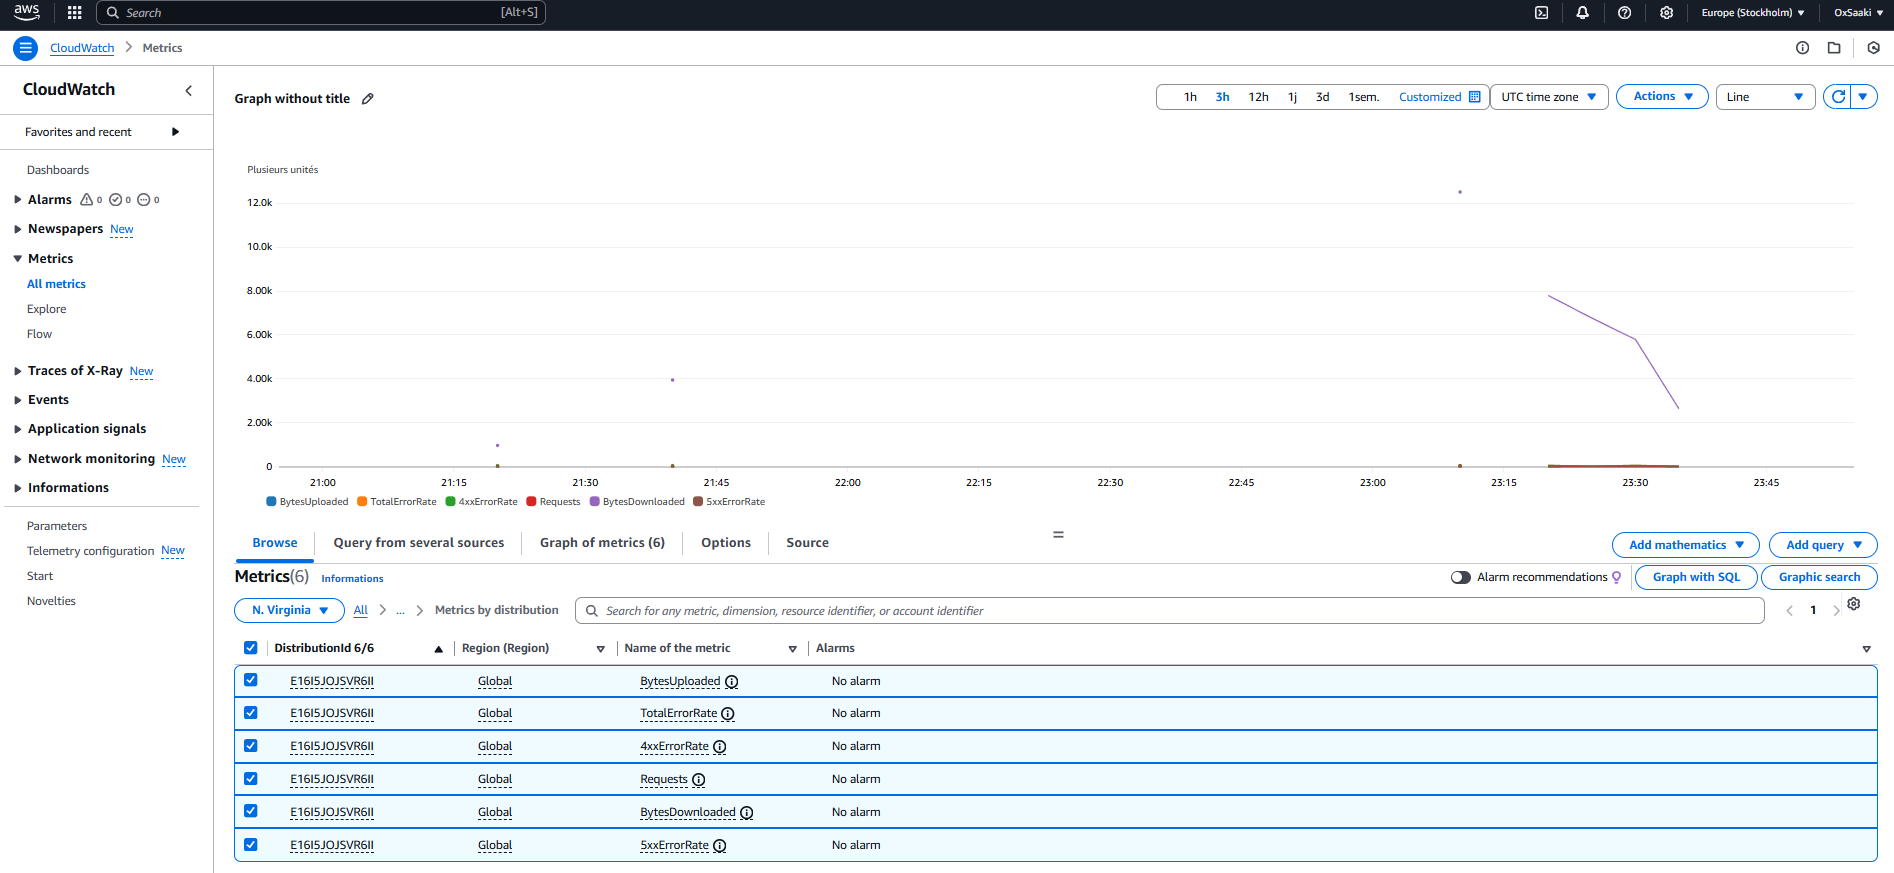 aws Search [Alt+S] Europe (Stockholm) OxSaaki
CloudWatch Metrics
CloudWatch
Favorites and recent
Dashboards
Alarms 0 0 0
Newspapers New
Metrics
All metrics
Explore
Flow
Traces of X-Ray New
Events
Application signals
Network monitoring New
Informations
Parameters
Telemetry configuration New
Start
Novelties
Graph without title
1h 3h 12h 1j 3d 1sem. Customized UTC time zone Actions Line
Plusieurs unités
12.0k
10.0k
8.00k
6.00k
4.00k
2.00k
0
21:00 21:15 21:30 21:45 22:00 22:15 22:30 22:45 23:00 23:15 23:30 23:45
BytesUploaded TotalErrorRate 4xxErrorRate Requests BytesDownloaded 5xxErrorRate
Browse Query from several sources Graph of metrics (6) Options Source Add mathematics Add query
Metrics(6) Informations Alarm recommendations Graph with SQL Graphic search
N. Virginia All ... Metrics by distribution Search for any metric, dimension, resource identifier, or account identifier 1
DistributionId 6/6 Region (Region) Name of the metric Alarms
E16I5JOJSVR6II Global BytesUploaded No alarm
E16I5JOJSVR6II Global TotalErrorRate No alarm
E16I5JOJSVR6II Global 4xxErrorRate No alarm
E16I5JOJSVR6II Global Requests No alarm
E16I5JOJSVR6II Global BytesDownloaded No alarm
E16I5JOJSVR6II Global 5xxErrorRate No alarm